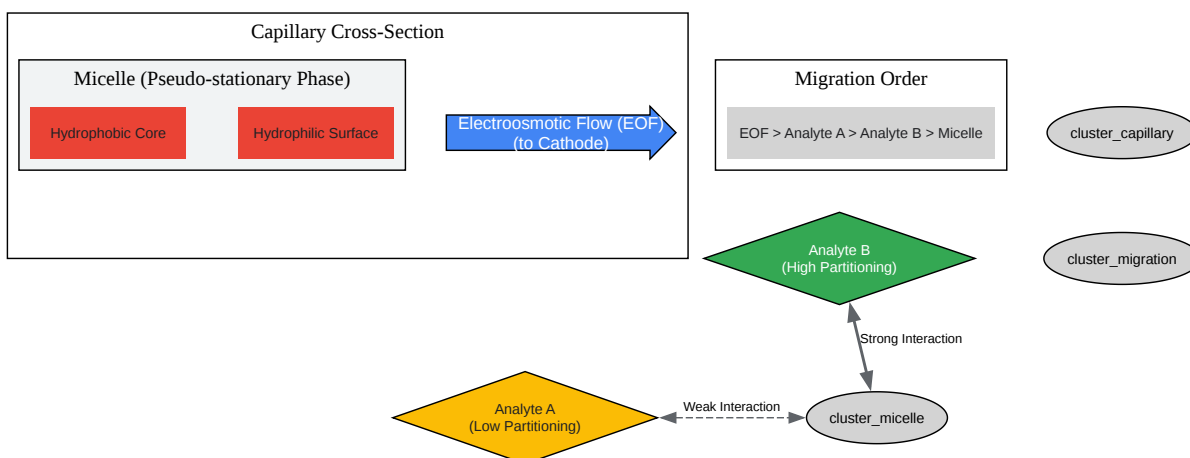 Capillary Cross-Section
Micelle (Pseudo-stationary Phase)
Hydrophobic Core
Hydrophilic Surface
Electroosmotic Flow (EOF)
(to Cathode)
Migration Order
EOF > Analyte A > Analyte B > Micelle
cluster_capillary
Analyte B
(High Partitioning)
cluster_migration
Strong Interaction
Analyte A
(Low Partitioning)
Weak Interaction
cluster_micelle